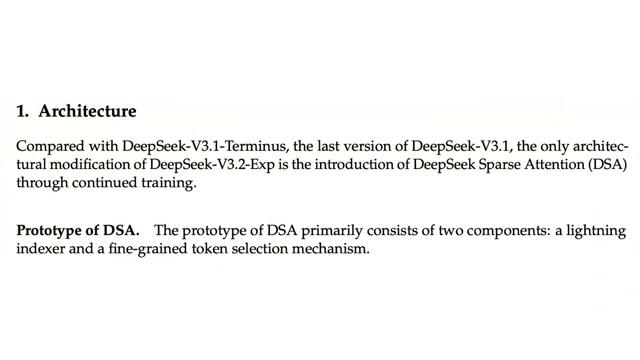 1. Architecture
Compared with DeepSeek-V3.1-Terminus, the last version of DeepSeek-V3.1, the only architec-
tural modification of DeepSeek-V3.2-Exp is the introduction of DeepSeek Sparse Attention (DSA)
through continued training.
Prototype of DSA. The prototype of DSA primarily consists of two components: a lightning
indexer and a fine-grained token selection mechanism.